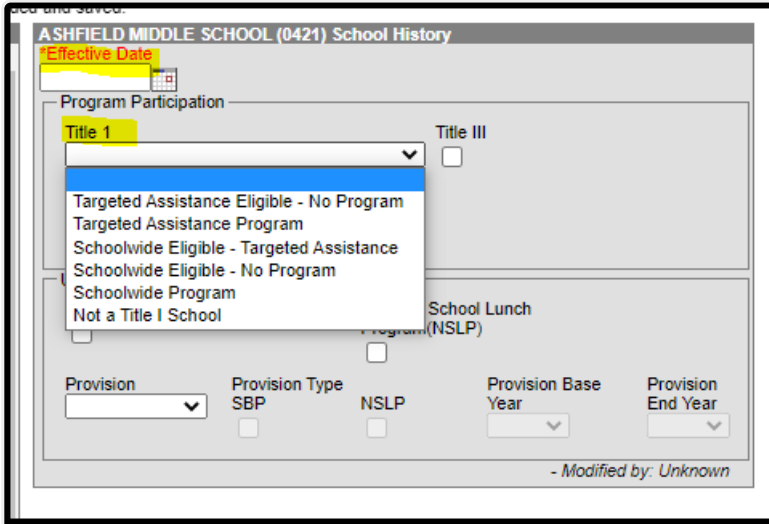 and saved.
ASHFIELD MIDDLE SCHOOL (0421) School History
*Effective Date
Program Participation
Title 1
Title III
Targeted Assistance Eligible - No Program
Targeted Assistance Program
Schoolwide Eligible - Targeted Assistance
Schoolwide Eligible - No Program
Schoolwide Program
Not a Title I School
School Lunch
Program(NSLP)
Provision
Provision Type
SBP
NSLP
Provision Base
Year
Provision
End Year
- Modified by: Unknown